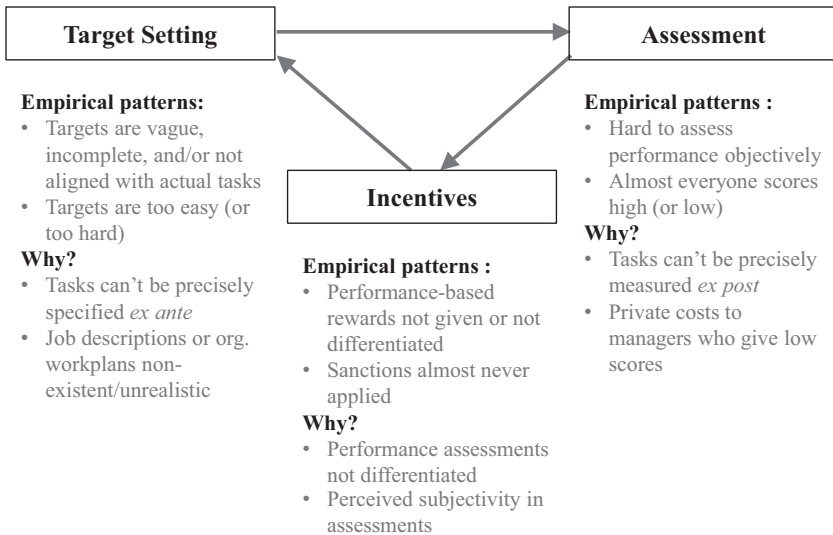 Target Setting
Assessment
Empirical patterns:
• Targets are vague,
incomplete, and/or not
aligned with actual tasks
• Targets are too easy (or
too hard)
Why?
• Tasks can’t be precisely
specified ex ante
• Job descriptions or org.
workplans non-
existent/unrealistic
Incentives
Empirical patterns :
• Performance-based
rewards not given or not
differentiated
• Sanctions almost never
applied
Why?
• Performance assessments
not differentiated
• Perceived subjectivity in
assessments
Empirical patterns :
• Hard to assess
performance objectively
• Almost everyone scores
high (or low)
Why?
• Tasks can’t be precisely
measured ex post
• Private costs to
managers who give low
scores